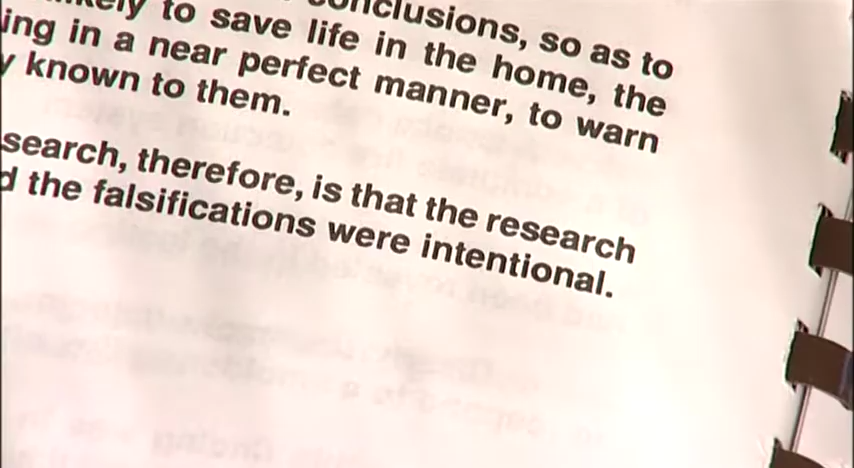 to save life in the home, the
conclusions, so as to
ing in a near perfect manner, to warn
y known to them.
search, therefore, is that the research
d the falsifications were intentional.